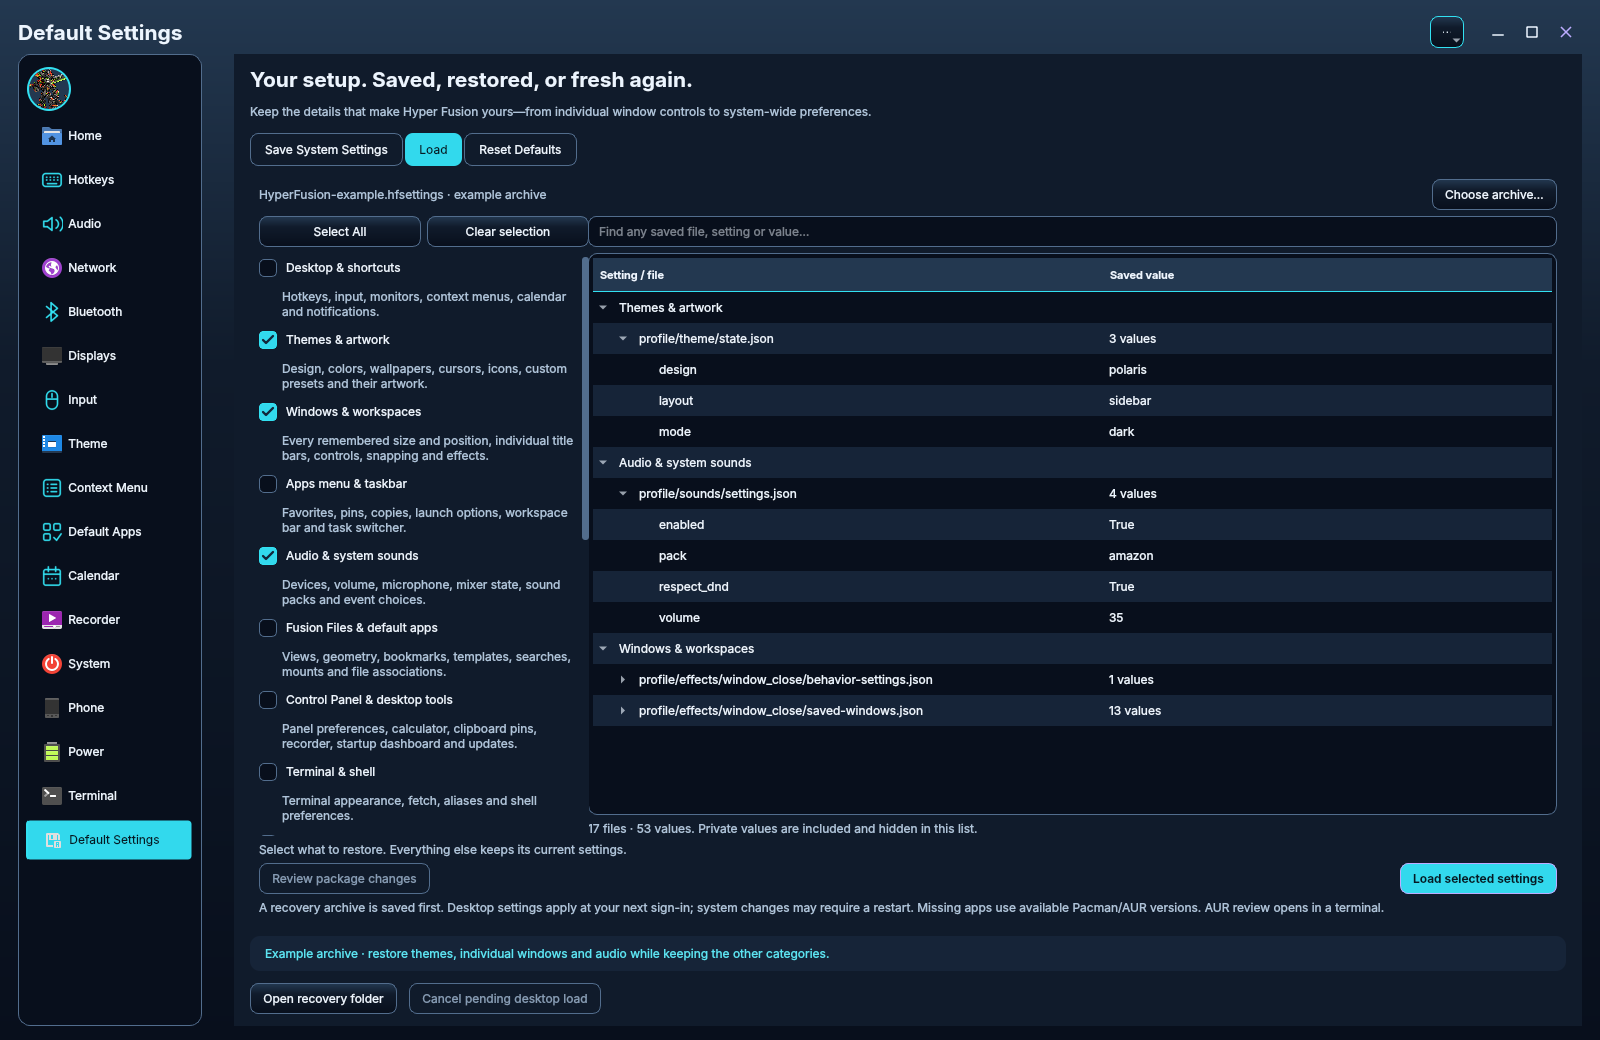 Default Settings
Home
Hotkeys
Audio
Network
Bluetooth
Displays
Input
Theme
Context Menu
Default Apps
Calendar
Recorder
System
Phone
Power
Terminal
Default Settings
Your setup. Saved, restored, or fresh again.
Keep the details that make Hyper Fusion yours—from individual window controls to system-wide preferences.
Save System Settings
Load
Reset Defaults
HyperFusion-example.hfsettings · example archive
Choose archive...
Select All
Clear selection
Find any saved file, setting or value...
Desktop & shortcuts
Hotkeys, input, monitors, context menus, calendar
and notifications.
Themes & artwork
Design, colors, wallpapers, cursors, icons, custom
presets and their artwork.
Windows & workspaces
Every remembered size and position, individual title
bars, controls, snapping and effects.
Apps menu & taskbar
Favorites, pins, copies, launch options, workspace
bar and task switcher.
Audio & system sounds
Devices, volume, microphone, mixer state, sound
packs and event choices.
Fusion Files & default apps
Views, geometry, bookmarks, templates, searches,
mounts and file associations.
Control Panel & desktop tools
Panel preferences, calculator, clipboard pins,
recorder, startup dashboard and updates.
Terminal & shell
Terminal appearance, fetch, aliases and shell
preferences.
Setting / file Saved value
Themes & artwork
profile/theme/state.json 3 values
design polaris
layout sidebar
mode dark
Audio & system sounds
profile/sounds/settings.json 4 values
enabled True
pack amazon
respect_dnd True
volume 35
Windows & workspaces
profile/effects/window_close/behavior-settings.json 1 values
profile/effects/window_close/saved-windows.json 13 values
17 files · 53 values. Private values are included and hidden in this list.
Select what to restore. Everything else keeps its current settings.
Review package changes
Load selected settings
A recovery archive is saved first. Desktop settings apply at your next sign-in; system changes may require a restart. Missing apps use available Pacman/AUR versions. AUR review opens in a terminal.
Example archive · restore themes, individual windows and audio while keeping the other categories.
Open recovery folder
Cancel pending desktop load